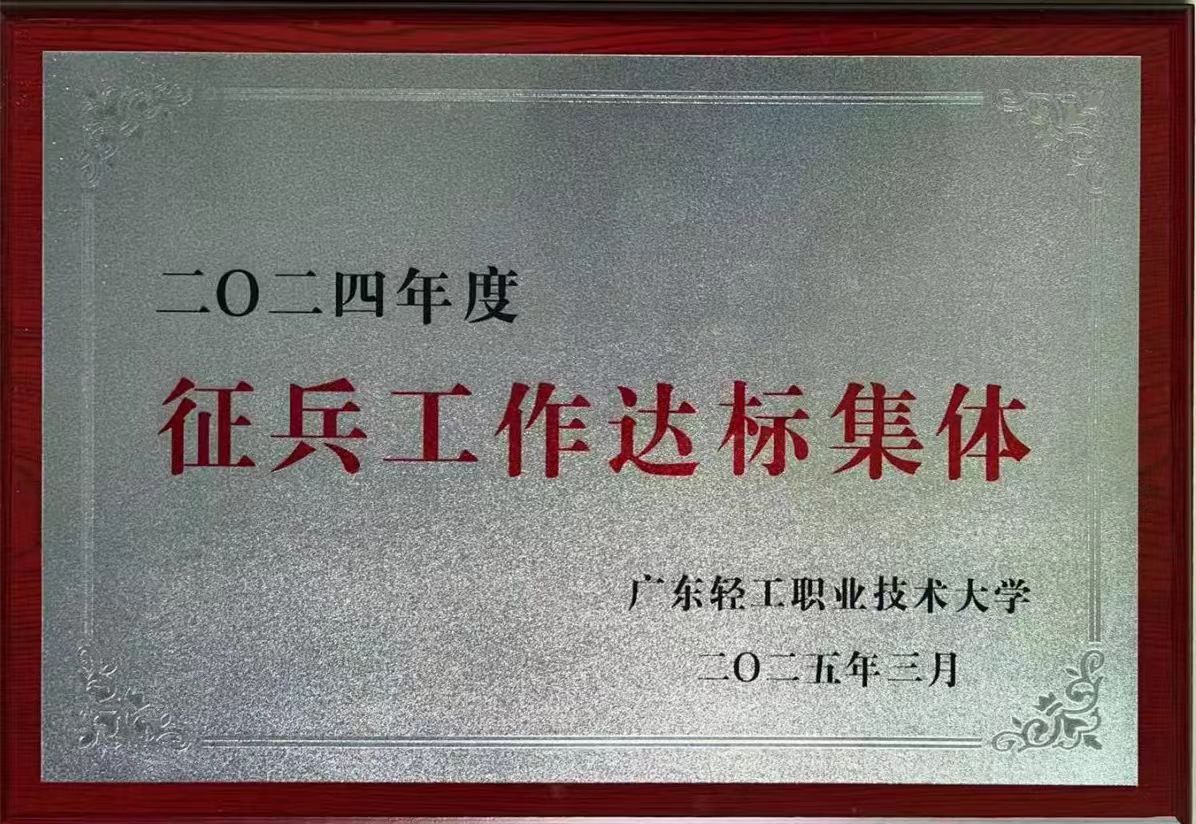 二〇二四年度
征兵工作达标集体
广东轻工职业技术大学
二〇二五年三月